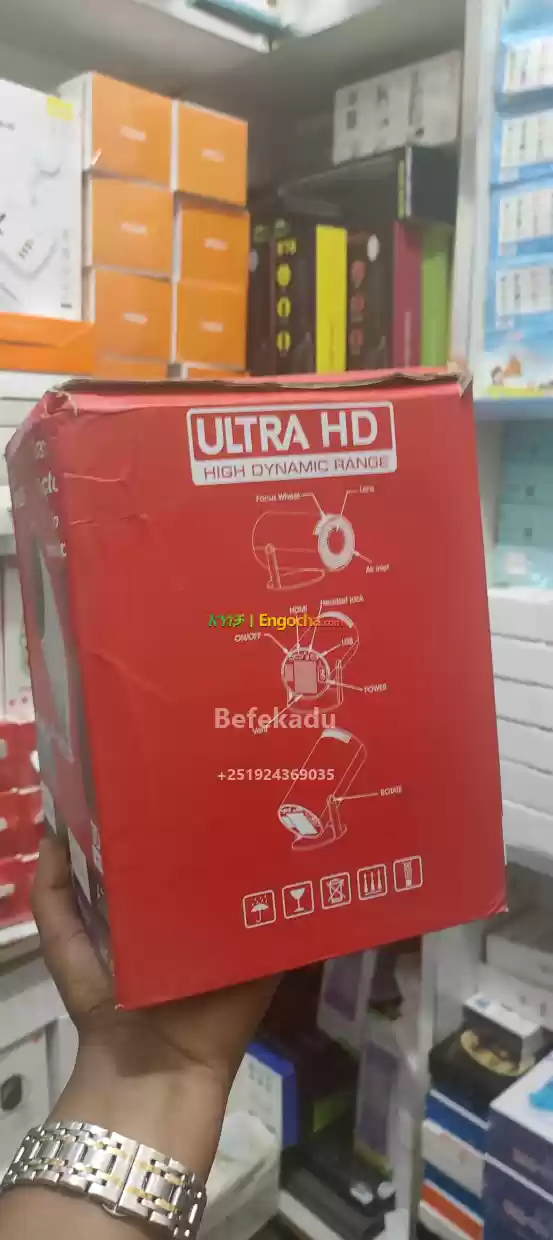 ULTRA HD
HIGH DYNAMIC RANGE
Focus Wheel
Lens
Air inlet
HDMI
Headset jack
ON/OFF
USB
POWER
Vent
ROTATE
Engocha.com
Befekadu
+251924369035